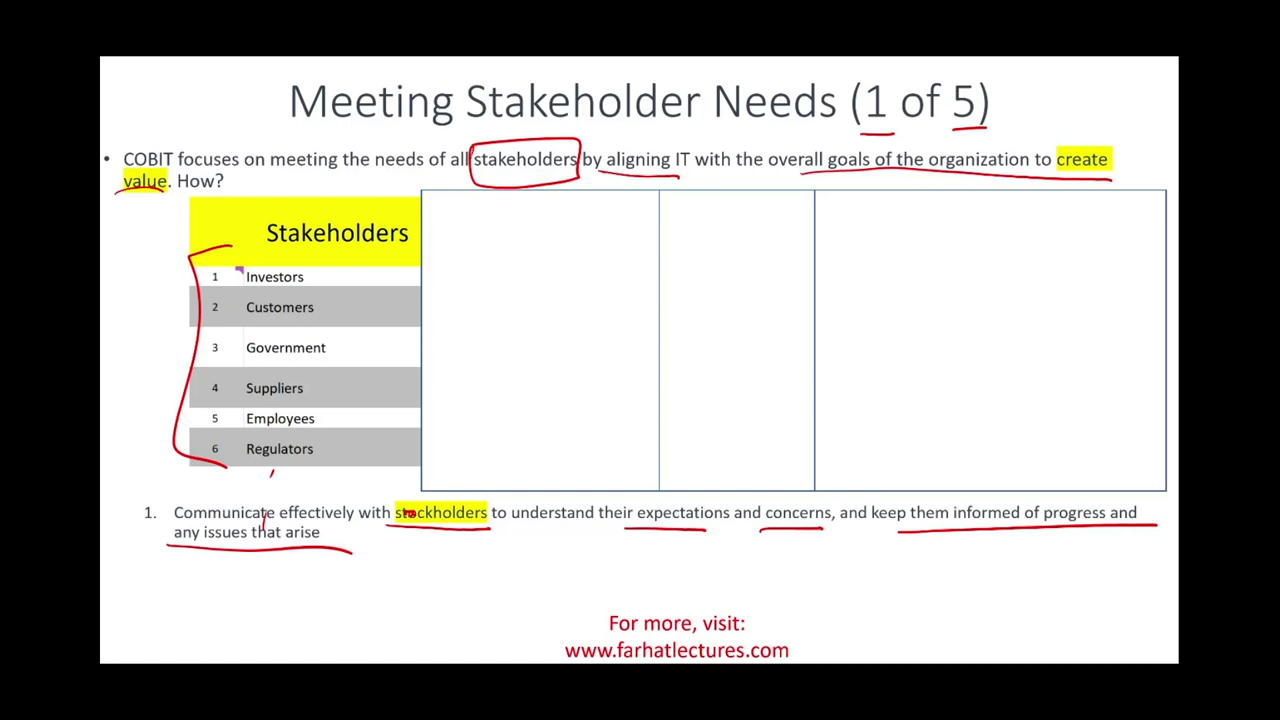 Meeting Stakeholder Needs (1 of 5)
• COBIT focuses on meeting the needs of all stakeholders by aligning IT with the overall goals of the organization to create
value. How?
Stakeholders
1 Investors
2 Customers
3 Government
4 Suppliers
5 Employees
6 Regulators
1. Communicate effectively with stockholders to understand their expectations and concerns, and keep them informed of progress and
any issues that arise
For more, visit:
www.farhatlectures.com